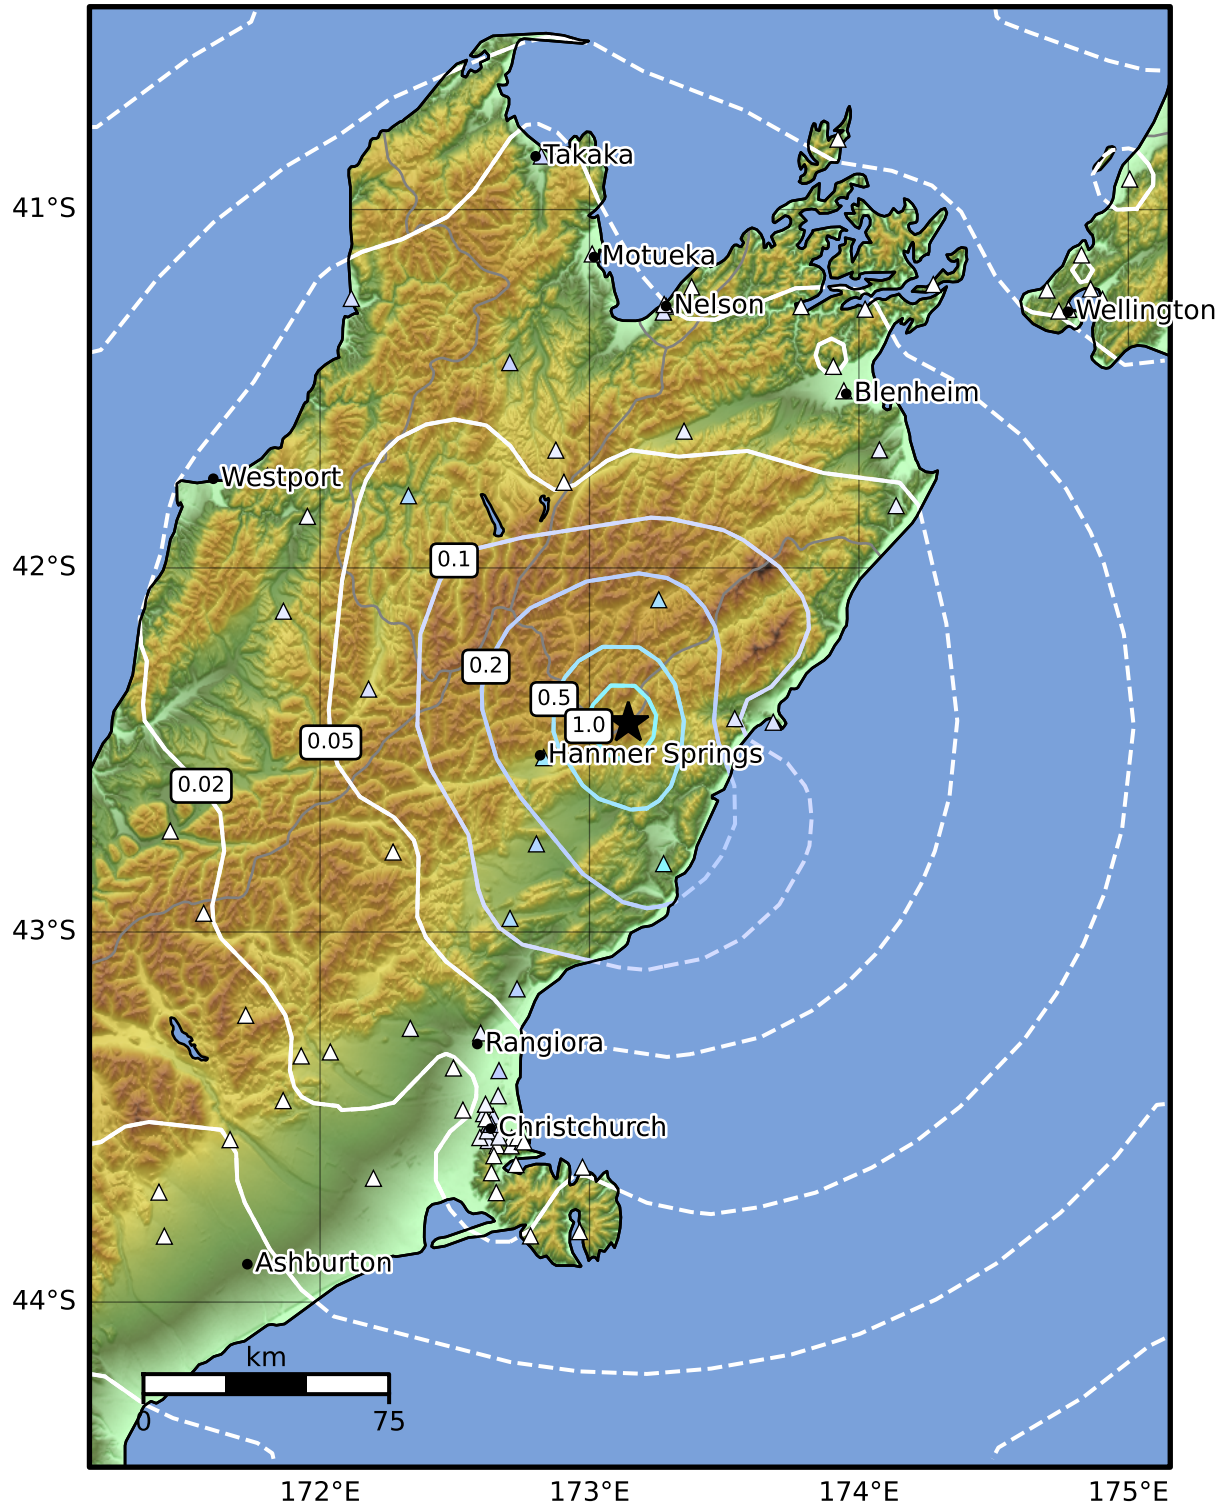 Takaka
41°S
Motueka
Nelson
Wellington
Blenheim
Westport
0.1
42°S
0.2
0.5
1.0
0.05
Hanmer Springs
0.02
43°S
Rangiora
Christchurch
Ashburton
44°S
km
0 75
172°E 173°E 174°E 175°E